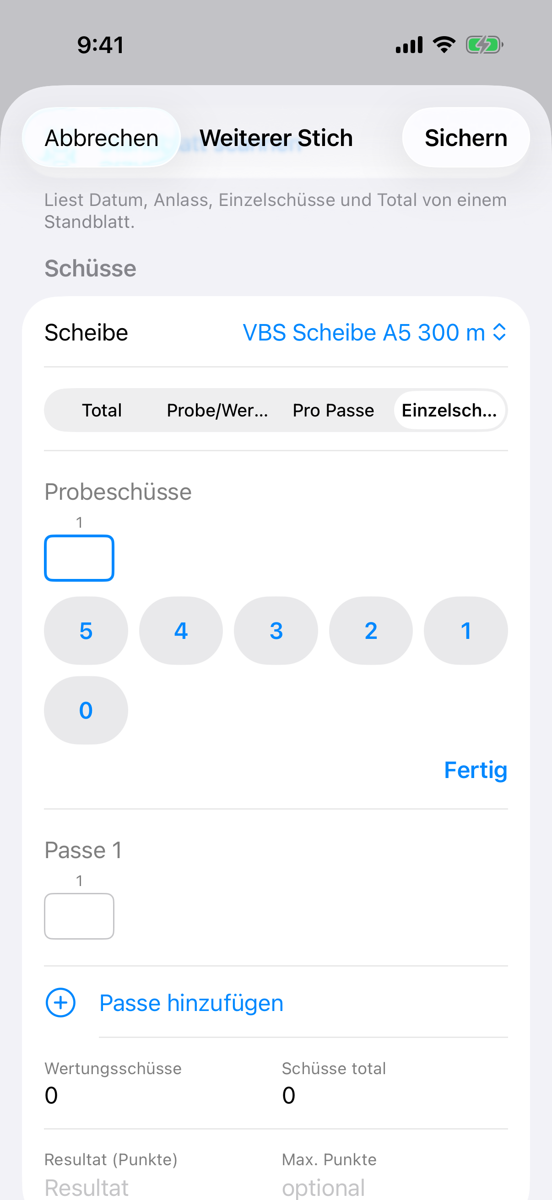 9:41
Abbrechen
Weiterer Stich
Sichern
Liest Datum, Anlass, Einzelschüsse und Total von einem
Standblatt.
Schüsse
Scheibe
VBS Scheibe A5 300 m
Total
Probe/Wer...
Pro Passe
Einzelsch...
Probeschüsse
1
5
4
3
2
1
0
Fertig
Passe 1
1
Passe hinzufügen
Wertungsschüsse
Schüsse total
0
0
Resultat (Punkte)
Max. Punkte
Resultat
optional